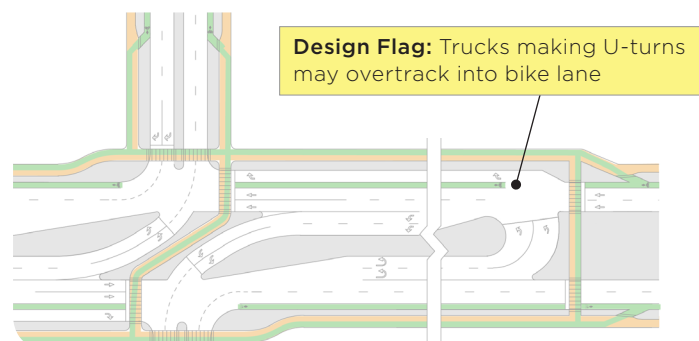 Design Flag: Trucks making U-turns
may overtrack into bike lane